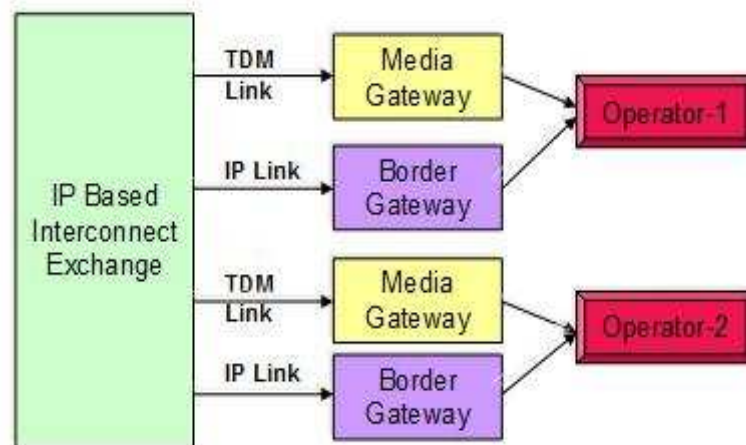 IP Based
Interconnect
Exchange
TDM
Link
Media
Gateway
Operator-1
IP Link
Border
Gateway
TDM
Link
Media
Gateway
Operator-2
IP Link
Border
Gateway